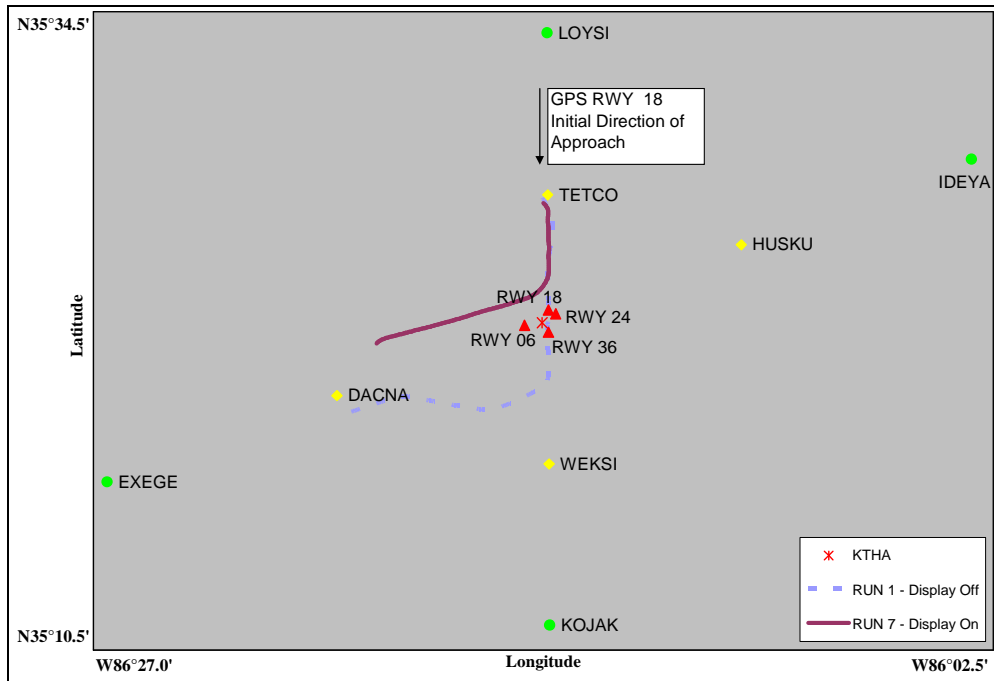 N35°34.5'
LOYSI
GPS RWY 18
Initial Direction of
Approach
IDEYA
TETCO
HUSKU
RWY 18
RWY 24
RWY 06
RWY 36
Latitude
DACNA
WEKSI
EXEGE
KTHA
RUN 1 - Display Off
RUN 7 - Display On
KOJAK
N35°10.5'
W86°27.0'
Longitude
W86°02.5'